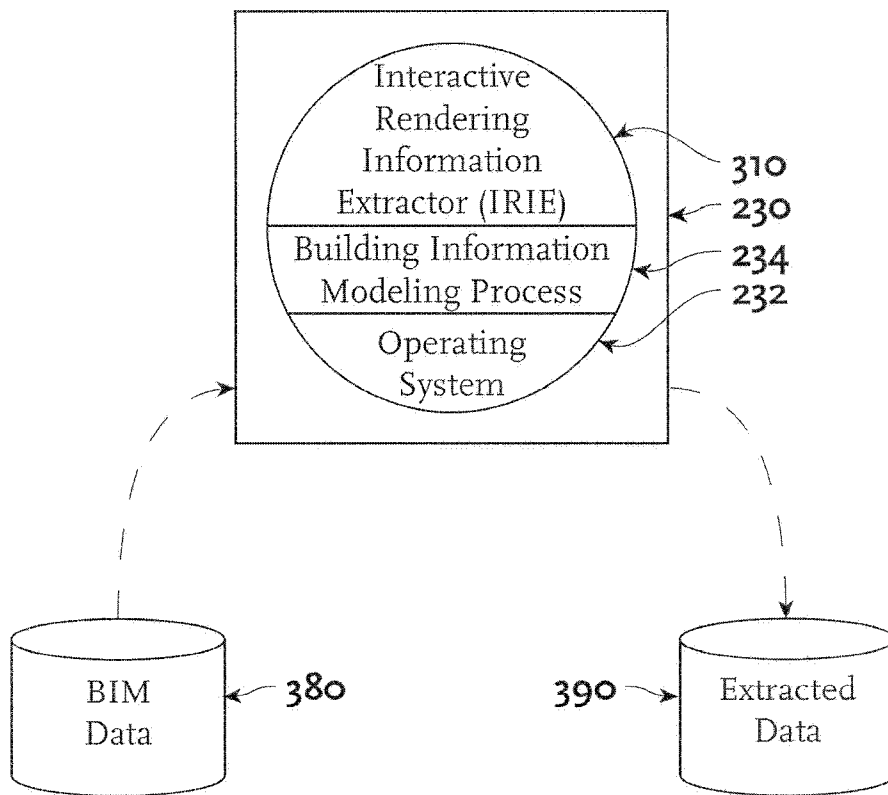 Interactive
Rendering
Information
Extractor (IRIE)
Building Information
Modeling Process
Operating
System
310
230
234
232
BIM
Data
380
390
Extracted
Data